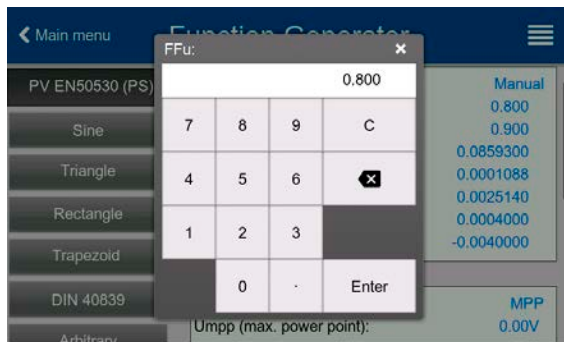 Main menu
Function Generator
FFu:
×
0.800
7 8 9 C
4 5 6
1 2 3
0 . Enter
PV EN50530 (PS)
Sine
Triangle
Rectangle
Trapezoid
DIN 40839
Arbitrary
Manual
0.800
0.900
0.0859300
0.0001088
0.0025140
0.0004000
-0.0040000
MPP
Umpp (max. power point): 0.00V